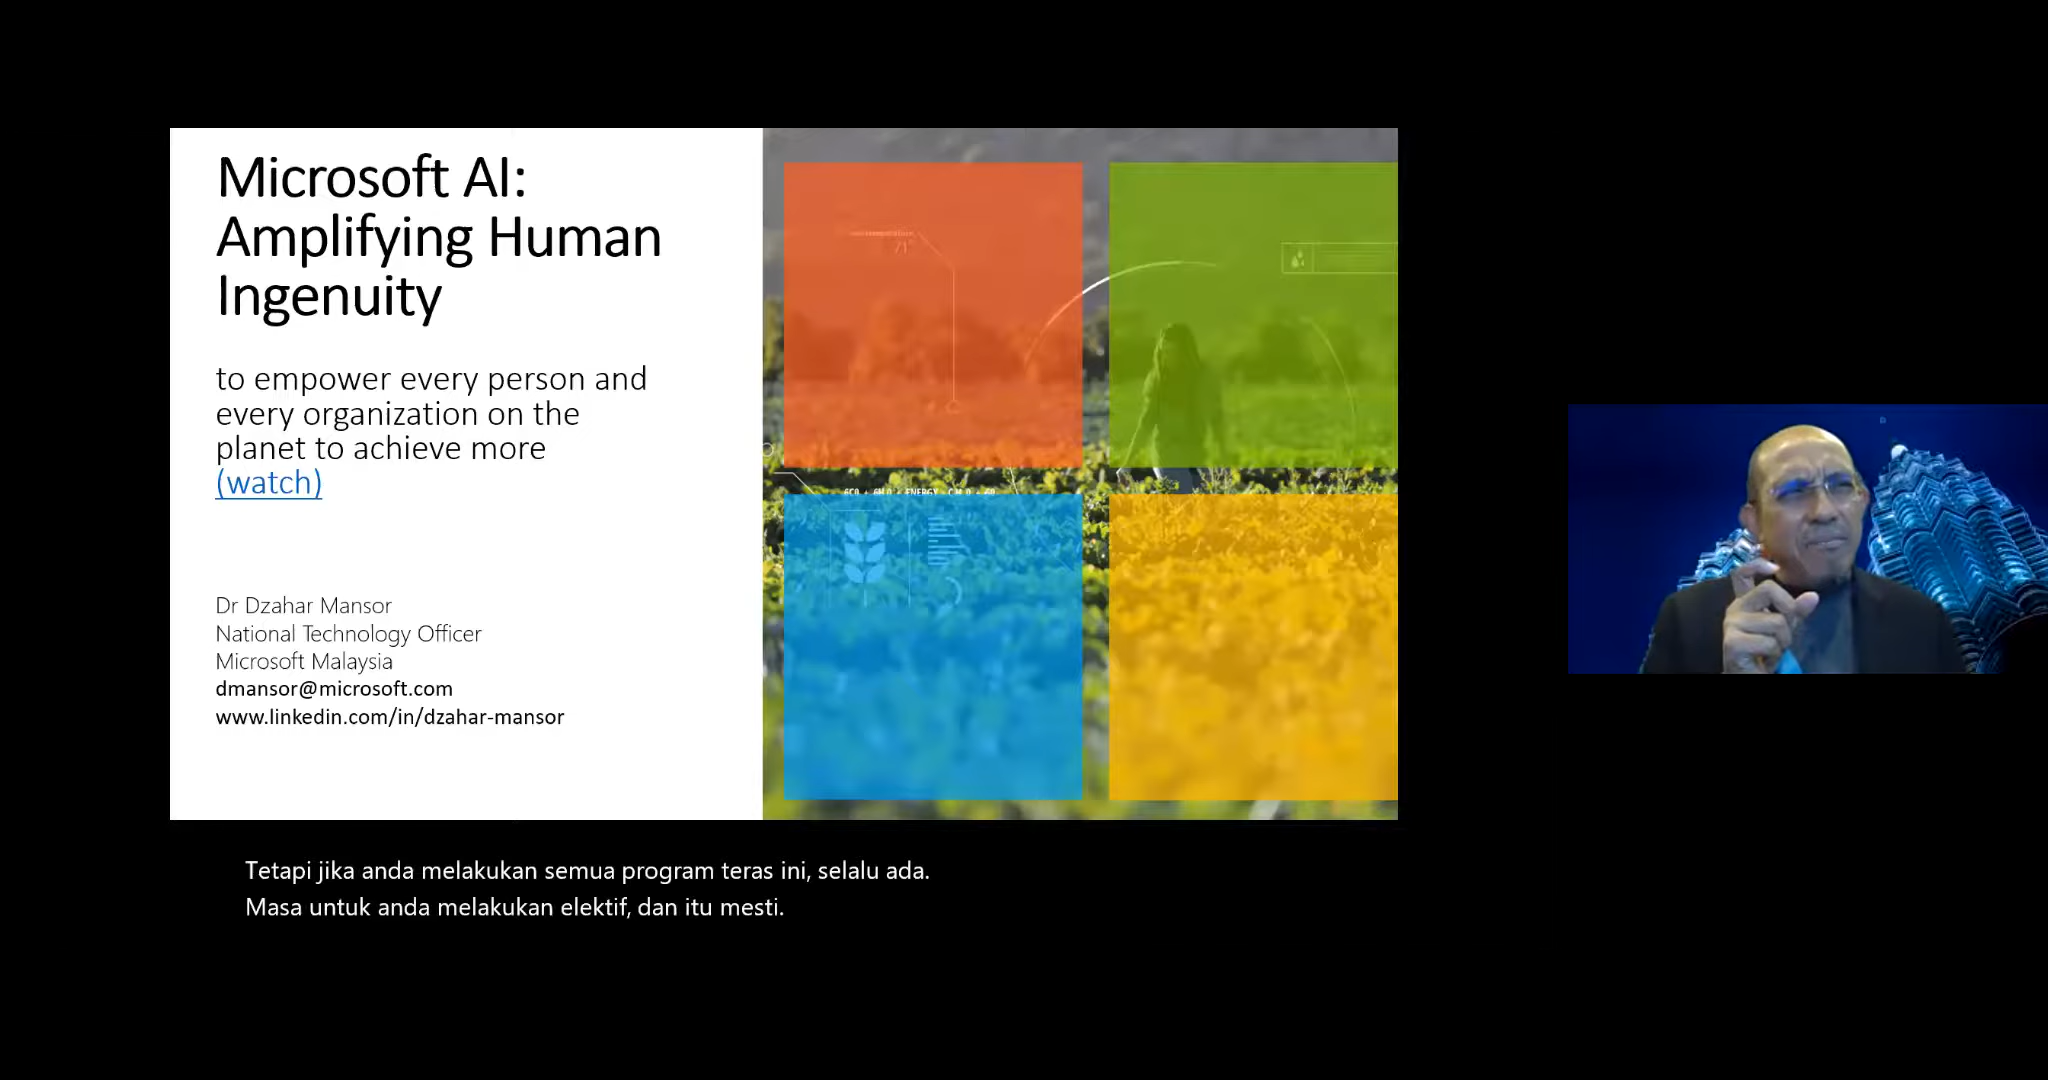 Microsoft AI:
Amplifying Human
Ingenuity
to empower every person and
every organization on the
planet to achieve more
(watch)
Dr Dzahar Mansor
National Technology Officer
Microsoft Malaysia
dmansor@microsoft.com
www.linkedin.com/in/dzahar-mansor
71°
Tetapi jika anda melakukan semua program teras ini, selalu ada.
Masa untuk anda melakukan elektif, dan itu mesti.